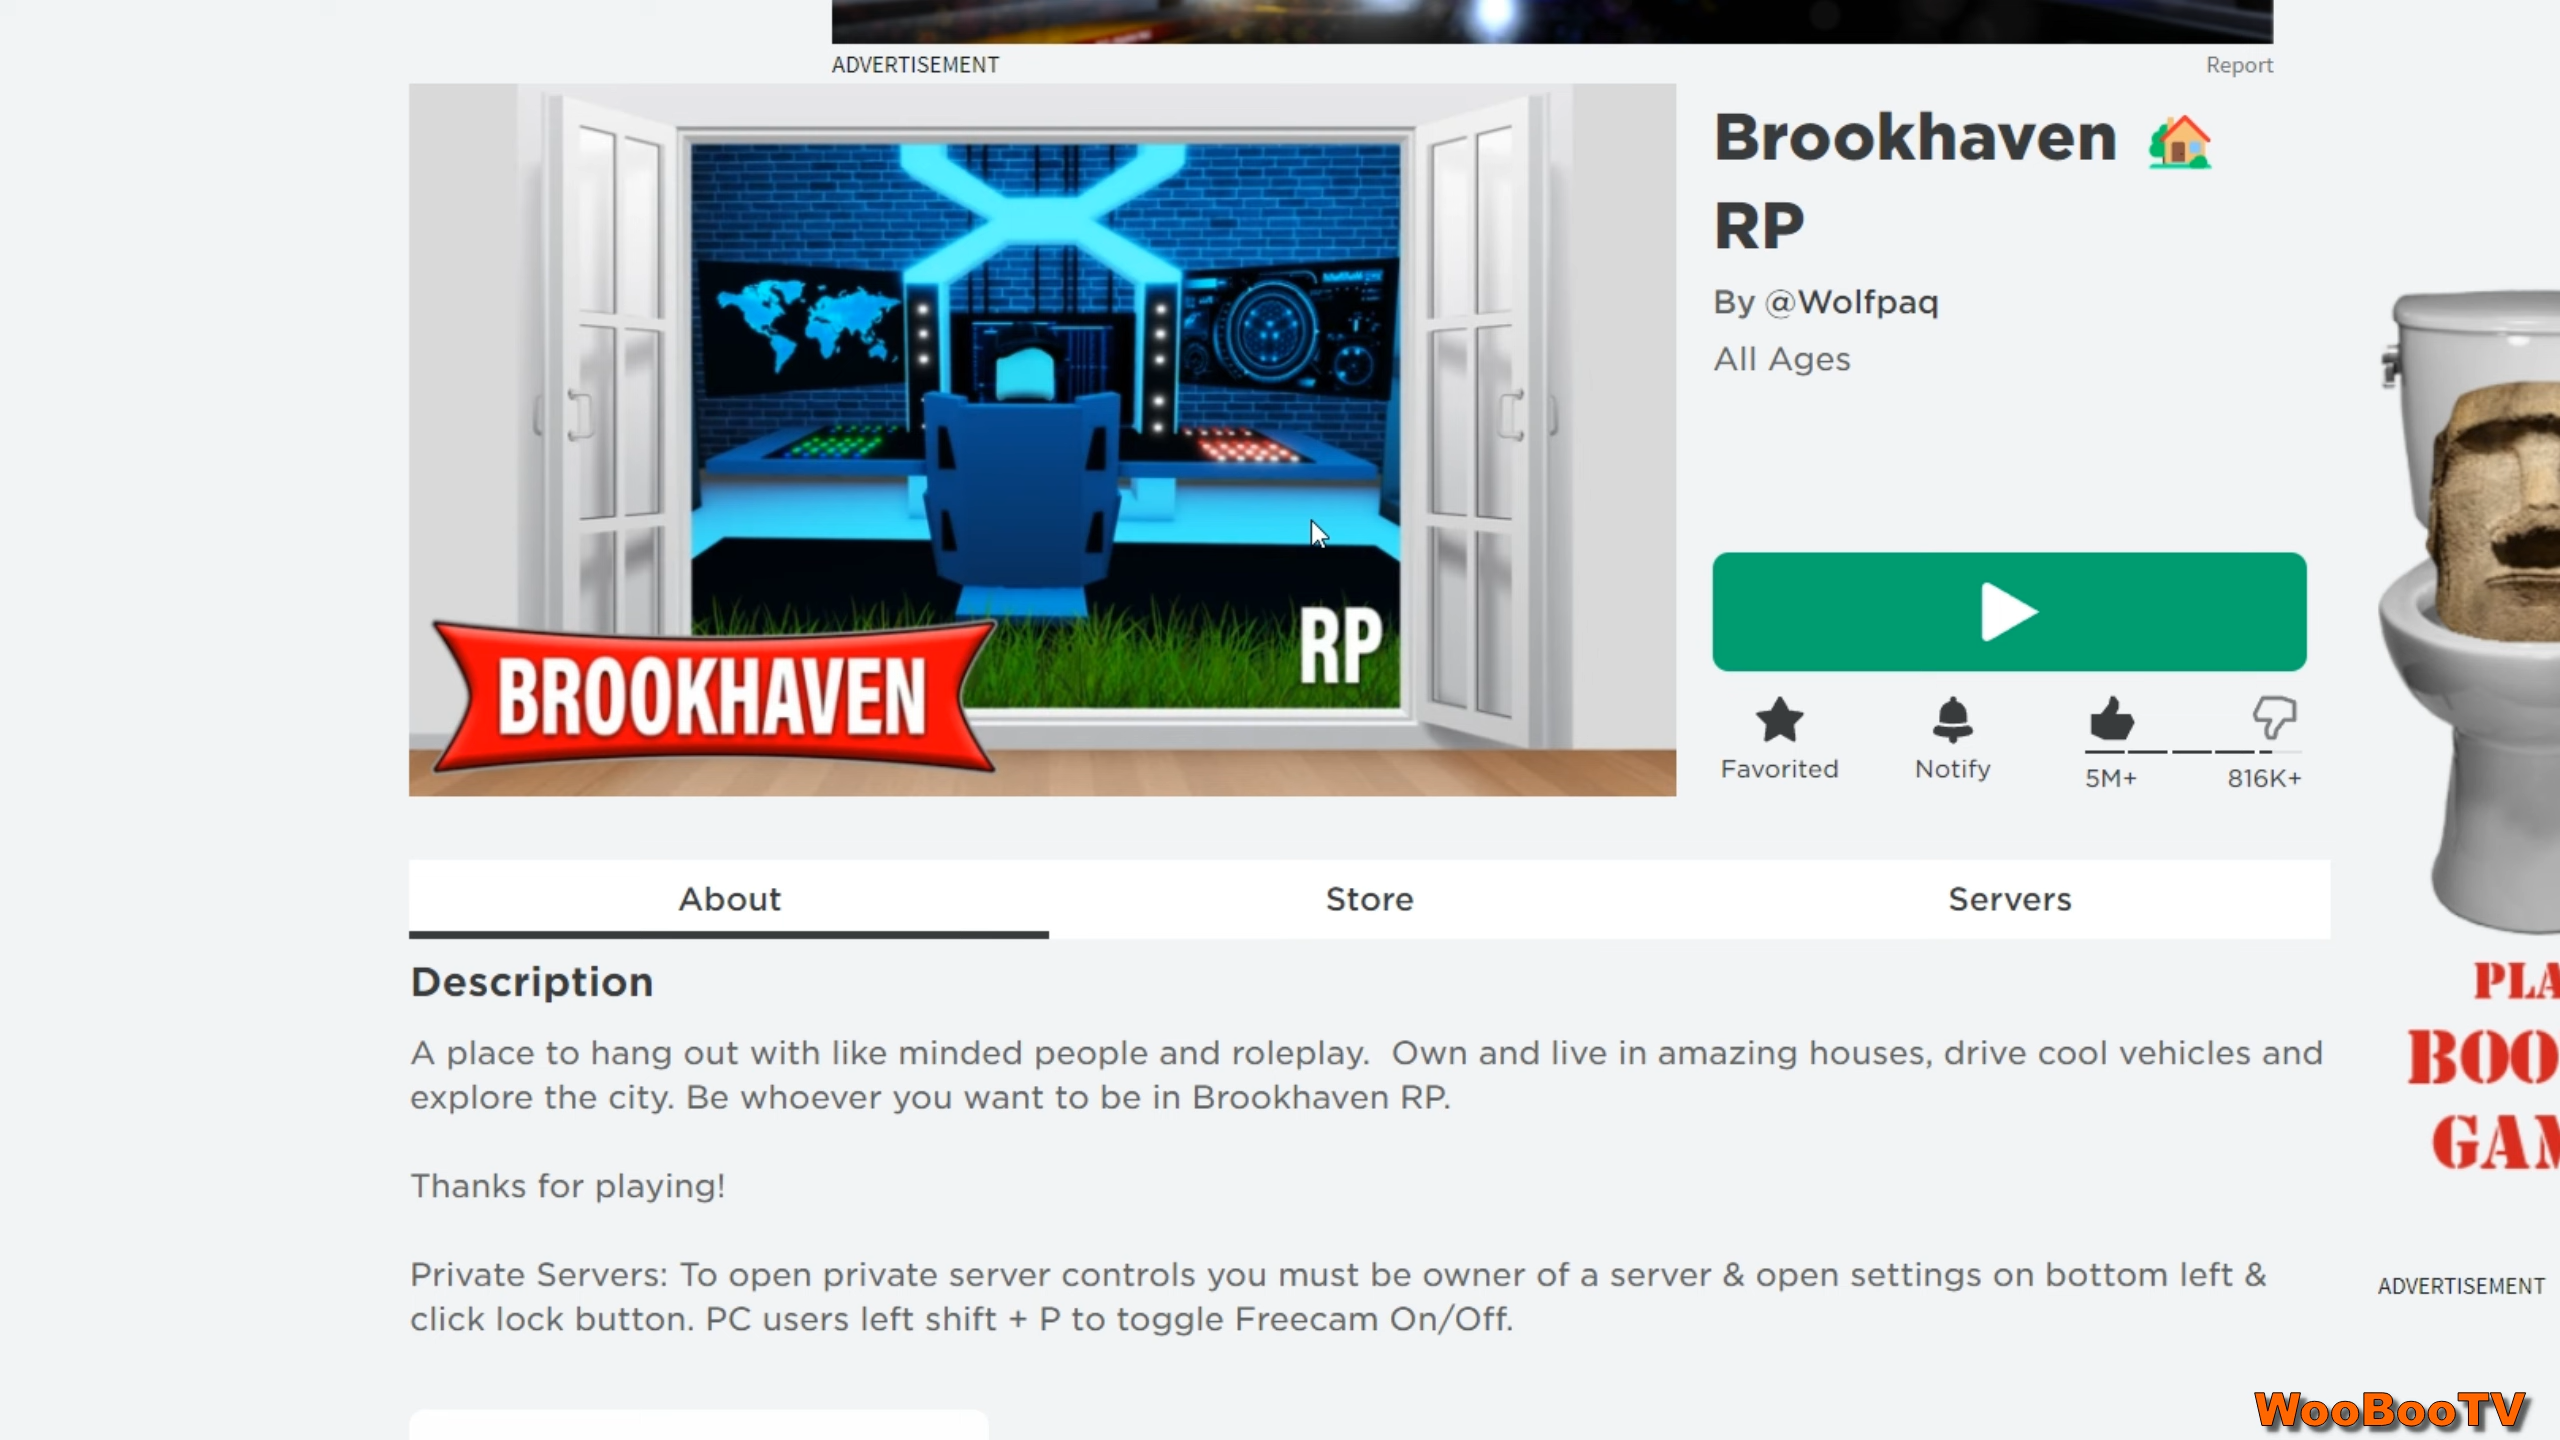 ADVERTISEMENT
Report
Brookhaven
RP
By @Wolfpaq
All Ages
RP
BROOKHAVEN
Favorited
Notify
5M+
816K+
About
Store
Servers
Description
A place to hang out with like minded people and roleplay.  Own and live in amazing houses, drive cool vehicles and
explore the city. Be whoever you want to be in Brookhaven RP.
Thanks for playing!
Private Servers: To open private server controls you must be owner of a server & open settings on bottom left &
click lock button. PC users left shift + P to toggle Freecam On/Off.
ADVERTISEMENT
WooBooTV